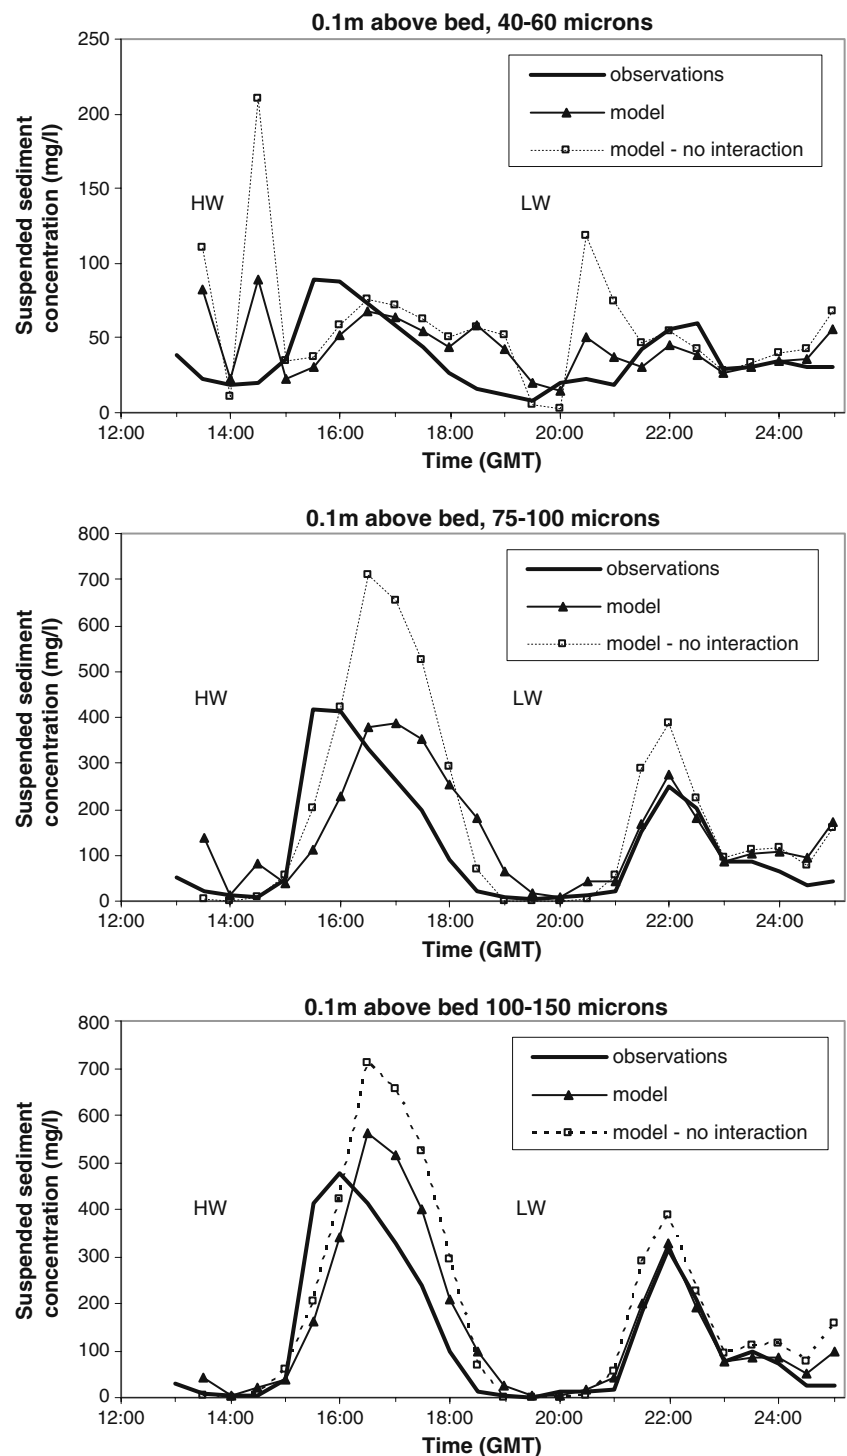 0.1m above bed, 40-60 microns
250
200
150
100
50
0
Suspended sediment
concentration (mg/l)
observations
model
model - no interaction
HW
LW
12:00 14:00 16:00 18:00 20:00 22:00 24:00
Time (GMT)
0.1m above bed, 75-100 microns
800
700
600
500
400
300
200
100
0
Suspended sediment
concentration (mg/l)
observations
model
model - no interaction
HW
LW
12:00 14:00 16:00 18:00 20:00 22:00 24:00
Time (GMT)
0.1m above bed 100-150 microns
800
700
600
500
400
300
200
100
0
Suspended sediment
concentration (mg/l)
observations
model
model - no interaction
HW
LW
12:00 14:00 16:00 18:00 20:00 22:00 24:00
Time (GMT)